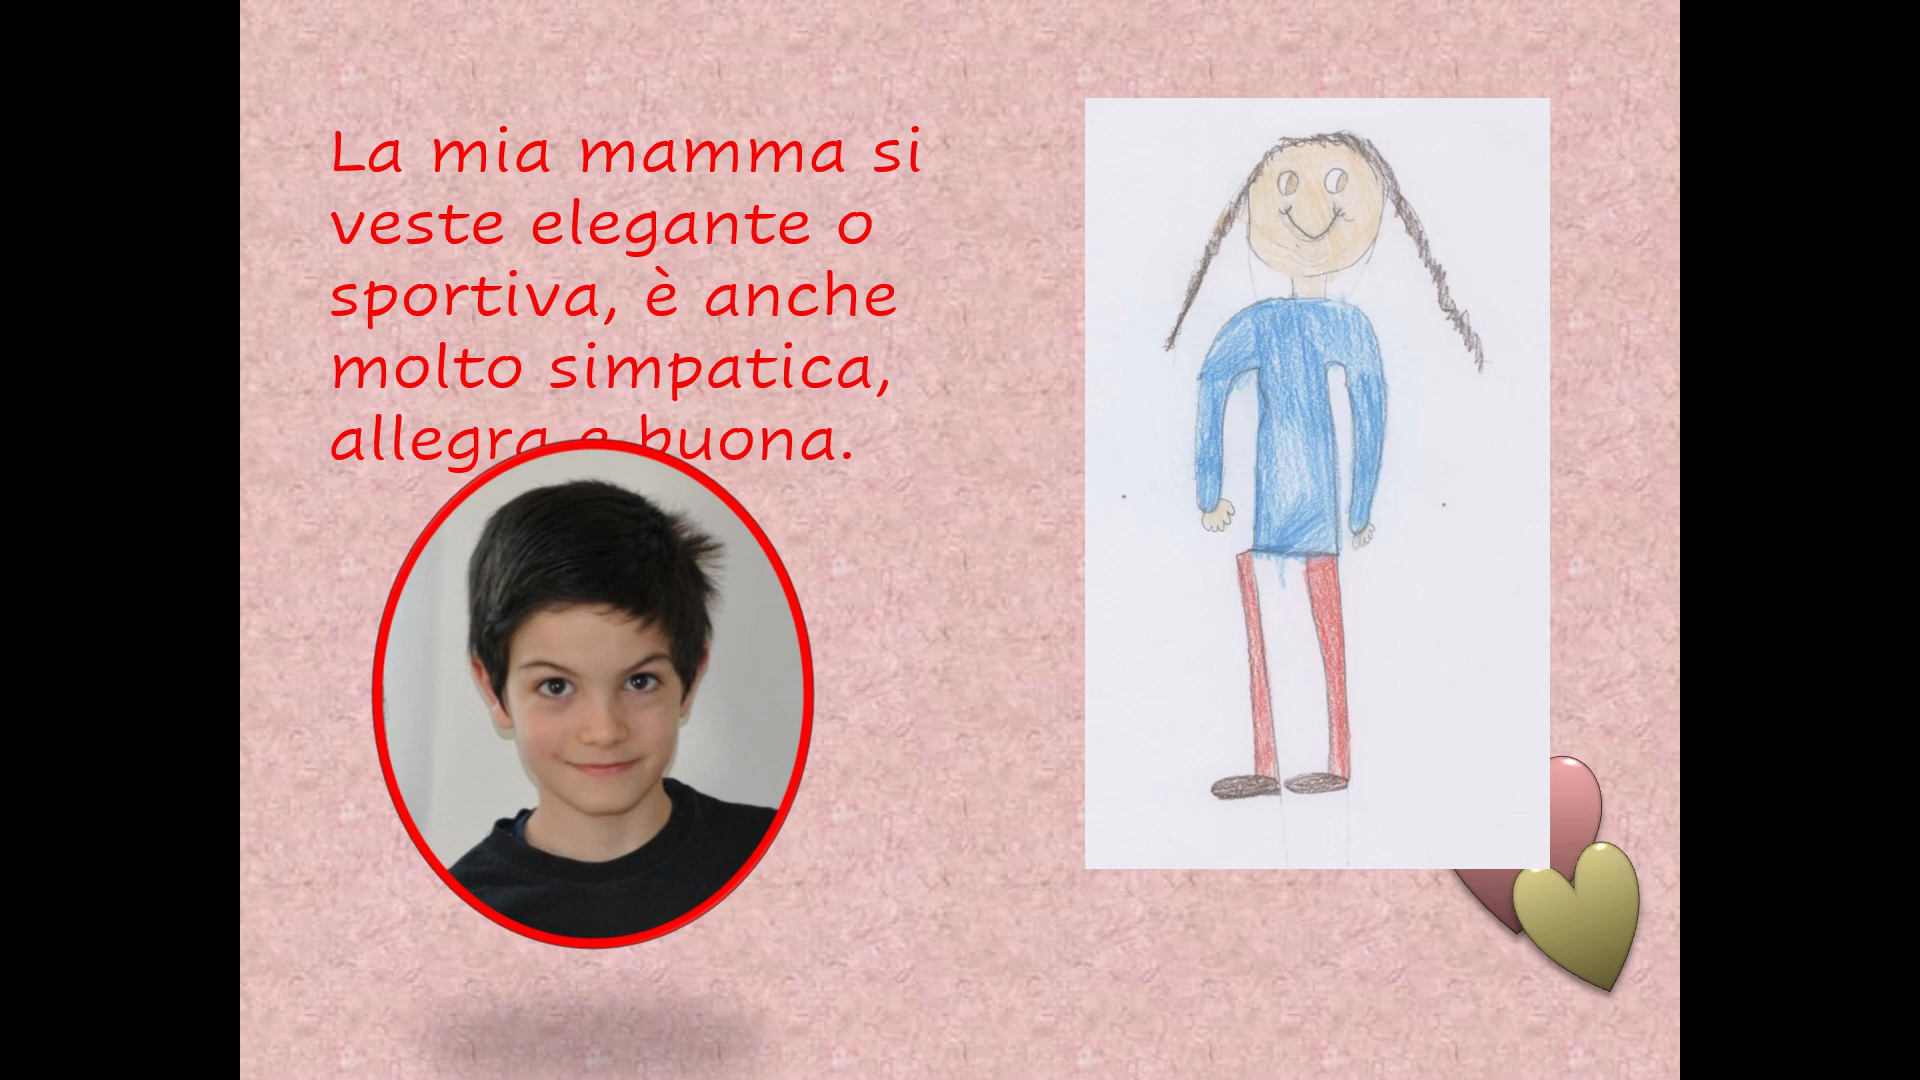 La mia mamma si
veste elegante o
sportiva, è anche
molto simpatica,
allegra e buona.